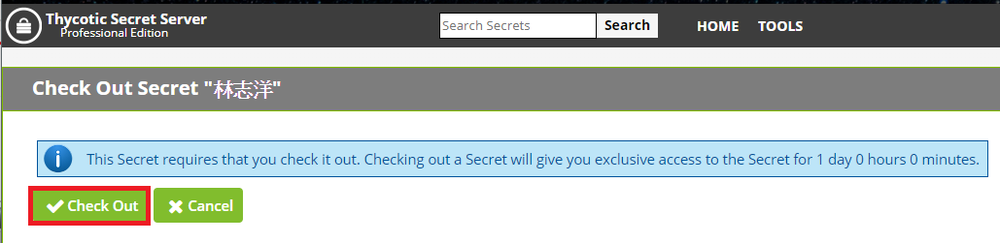 Thycotic Secret Server
Professional Edition
Search Secrets
Search
HOME
TOOLS
Check Out Secret "林志洋"
i
This Secret requires that you check it out. Checking out a Secret will give you exclusive access to the Secret for 1 day 0 hours 0 minutes.
Check Out
Cancel